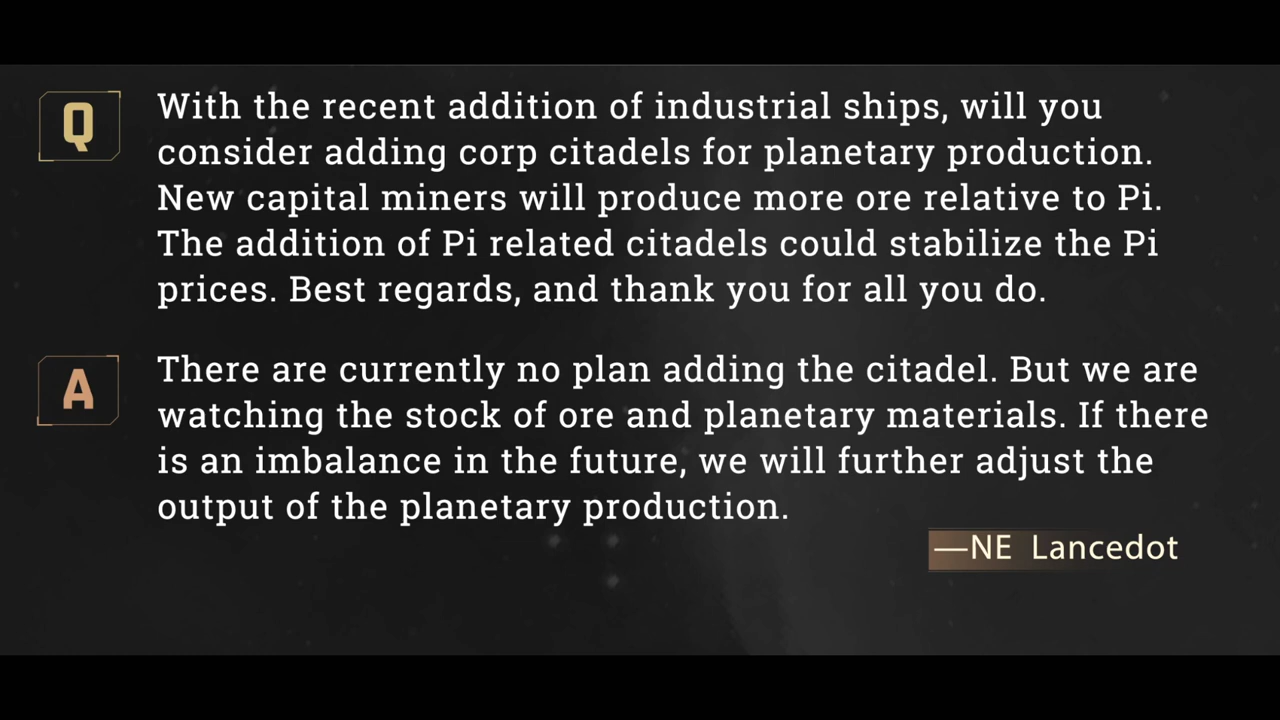 Q
With the recent addition of industrial ships, will you
consider adding corp citadels for planetary production.
New capital miners will produce more ore relative to Pi.
The addition of Pi related citadels could stabilize the Pi
prices. Best regards, and thank you for all you do.
A
There are currently no plan adding the citadel. But we are
watching the stock of ore and planetary materials. If there
is an imbalance in the future, we will further adjust the
output of the planetary production.
—NE Lancedot